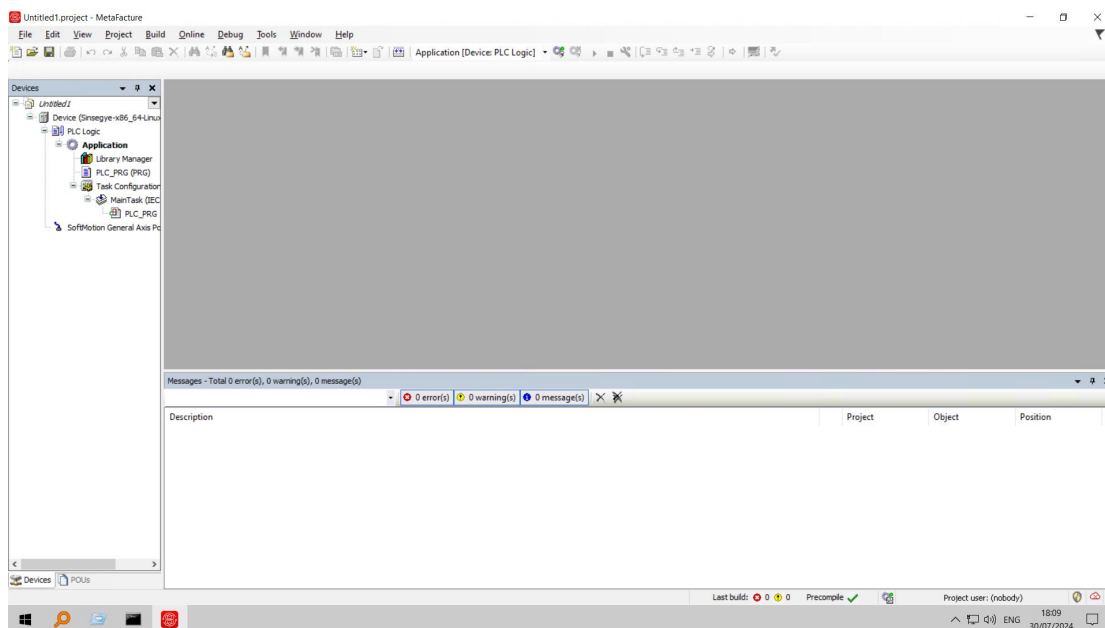 Untitled1.project - MetaFacture
File Edit View Project Build Online Debug Tools Window Help
Application [Device: PLC Logic]
Devices
Untitled1
Device (Sinsegye-x86_64-Linux
PLC Logic
Application
Library Manager
PLC_PRG (PRG)
Task Configuration
MainTask (IEC
PLC_PRG
SoftMotion General Axis Po
Messages - Total 0 error(s), 0 warning(s), 0 message(s)
0 error(s) 0 warning(s) 0 message(s)
Description Project Object Position
Devices POUs
Last build: 0 0 Precompile Project user: (nobody)
18:09
ENG
30/07/2024